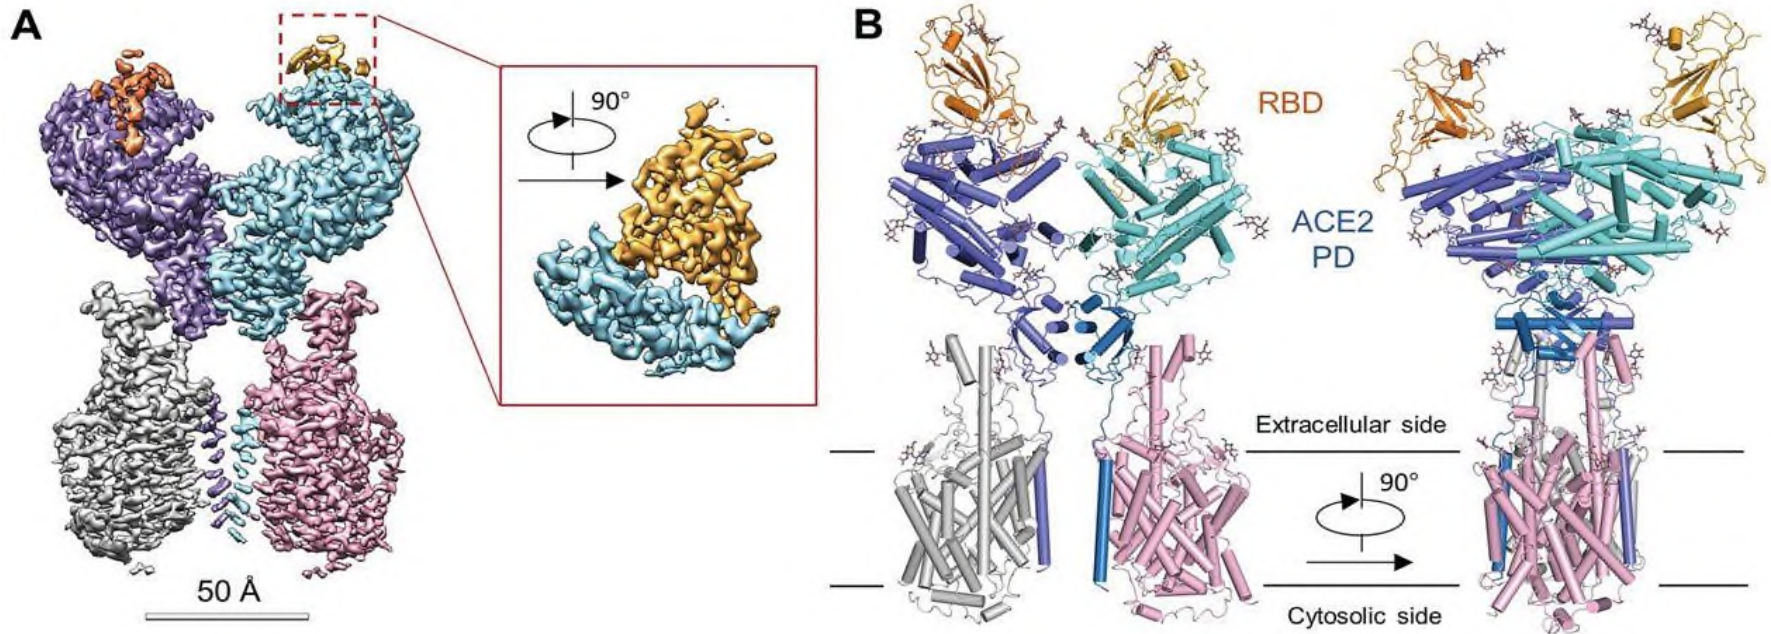 A
90°
50 Å
B
RBD
ACE2
PD
Extracellular side
90°
Cytosolic side